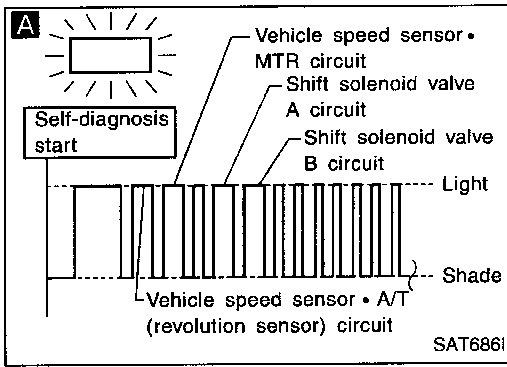 A
Vehicle speed sensor •
MTR circuit
Shift solenoid valve
A circuit
Self-diagnosis
start
Shift solenoid valve
B circuit
Light
Shade
Vehicle speed sensor • A/T
(revolution sensor) circuit
SAT686I